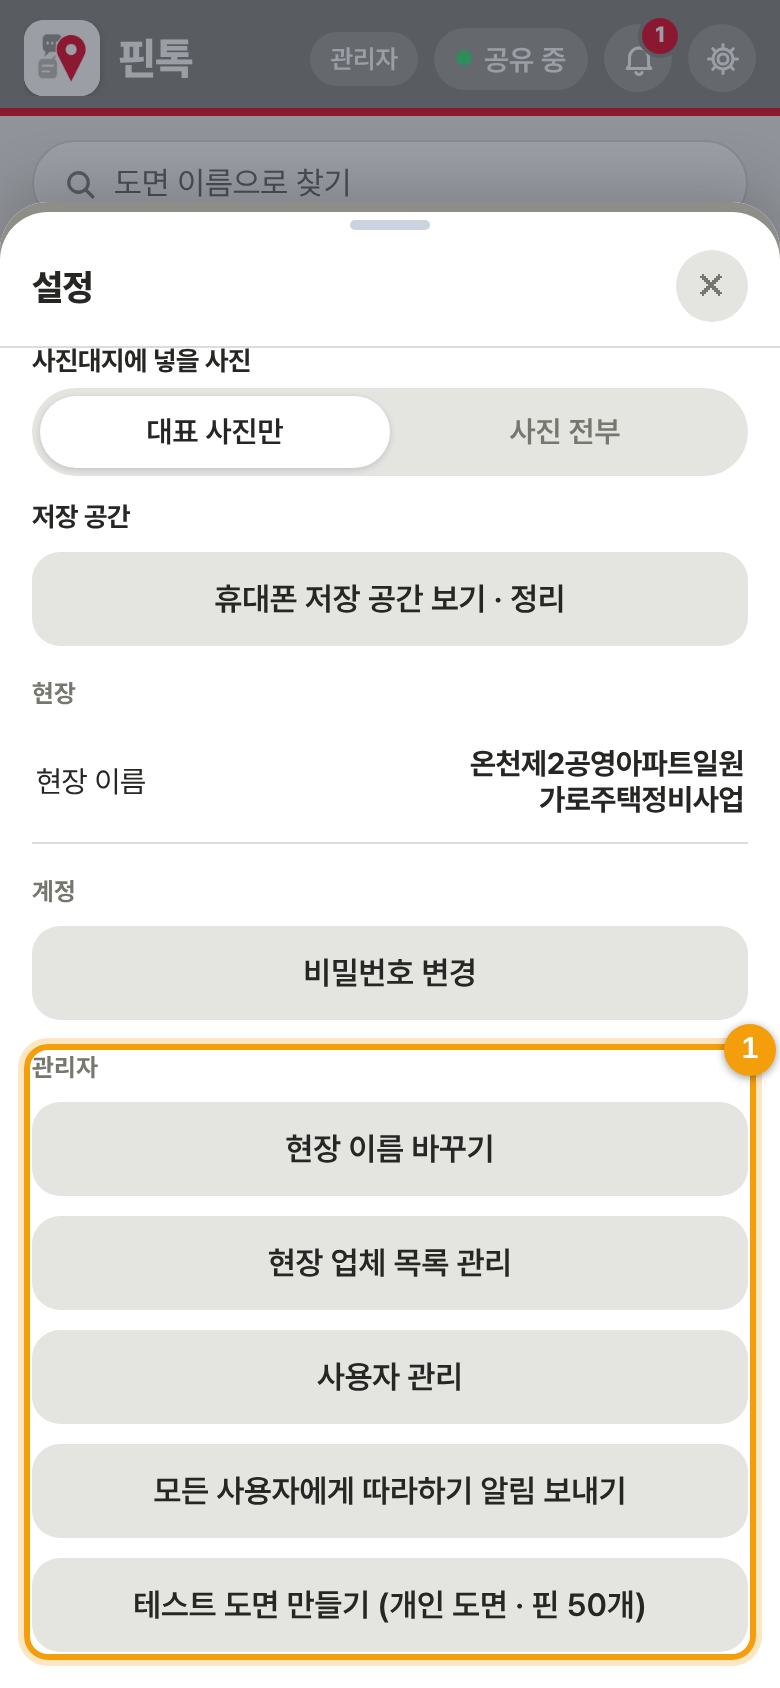 핀톡
관리자
공유 중
1
도면 이름으로 찾기
설정
사진대지에 넣을 사진
대표 사진만
사진 전부
저장 공간
휴대폰 저장 공간 보기 · 정리
현장
현장 이름
온천제2공영아파트일원
가로주택정비사업
계정
비밀번호 변경
1
관리자
현장 이름 바꾸기
현장 업체 목록 관리
사용자 관리
모든 사용자에게 따라하기 알림 보내기
테스트 도면 만들기 (개인 도면 · 핀 50개)